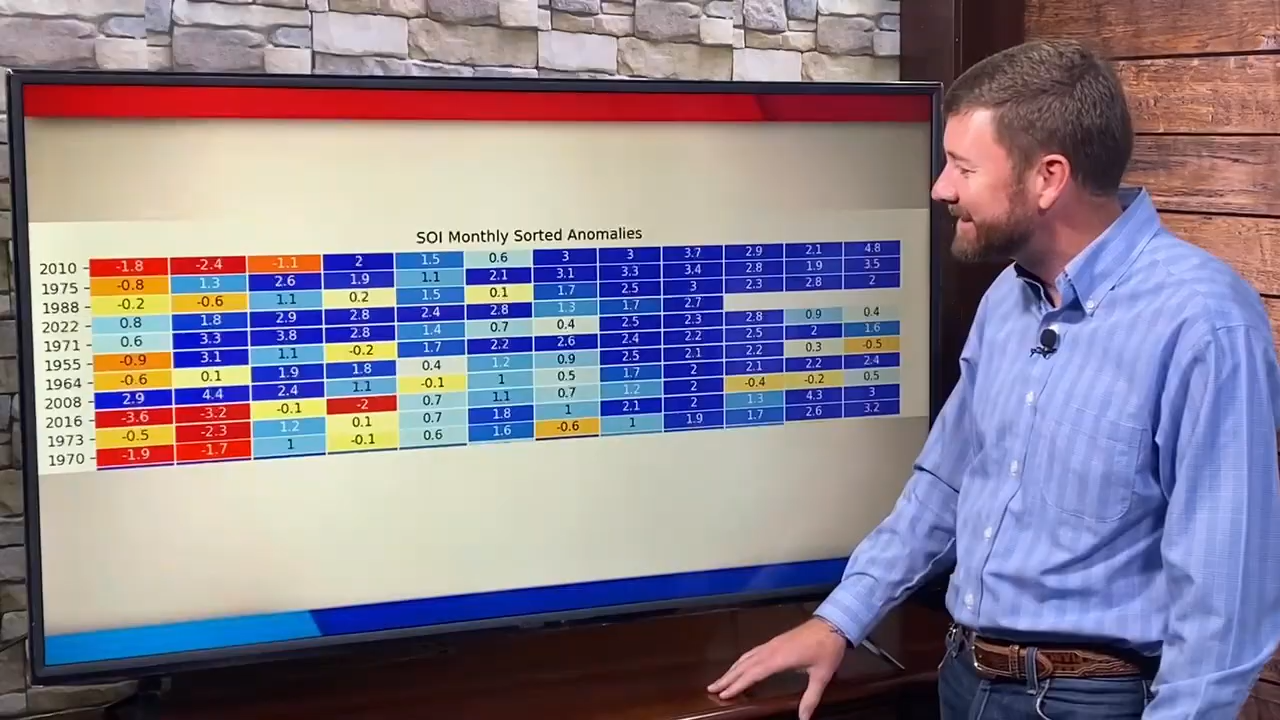 SOI Monthly Sorted Anomalies
2010 -1.8 -2.4 -1.1 2 1.5 0.6 3 3 3.7 2.9 2.1 4.8
1975 -0.8 1.3 2.6 1.9 1.1 2.1 3.1 3.3 3.4 2.8 1.9 3.5
1988 -0.2 -0.6 1.1 0.2 1.5 0.1 1.7 2.5 3 2.3 2.8 2
2022 0.8 1.8 2.9 2.8 2.4 2.8 1.3 1.7 2.7
1971 0.6 3.3 3.8 2.8 1.4 0.7 0.4 2.5 2.3 2.8 0.9 0.4
1955 -0.9 3.1 1.1 -0.2 1.7 2.2 2.6 2.4 2.2 2.5 2 1.6
1964 -0.6 0.1 1.9 1.8 0.4 1.2 0.9 2.5 2.1 2.2 0.3 -0.5
2008 2.9 4.4 2.4 1.1 -0.1 1 0.5 1.7 2 2.1 2.2 2.4
2016 -3.6 -3.2 -0.1 -2 0.7 1.1 0.7 1.2 2 -0.4 -0.2 0.5
1973 -0.5 -2.3 1.2 0.1 0.7 1.8 1 2.1 2 1.3 4.3 3
1970 -1.9 -1.7 1 -0.1 0.6 1.6 -0.6 1 1.9 1.7 2.6 3.2